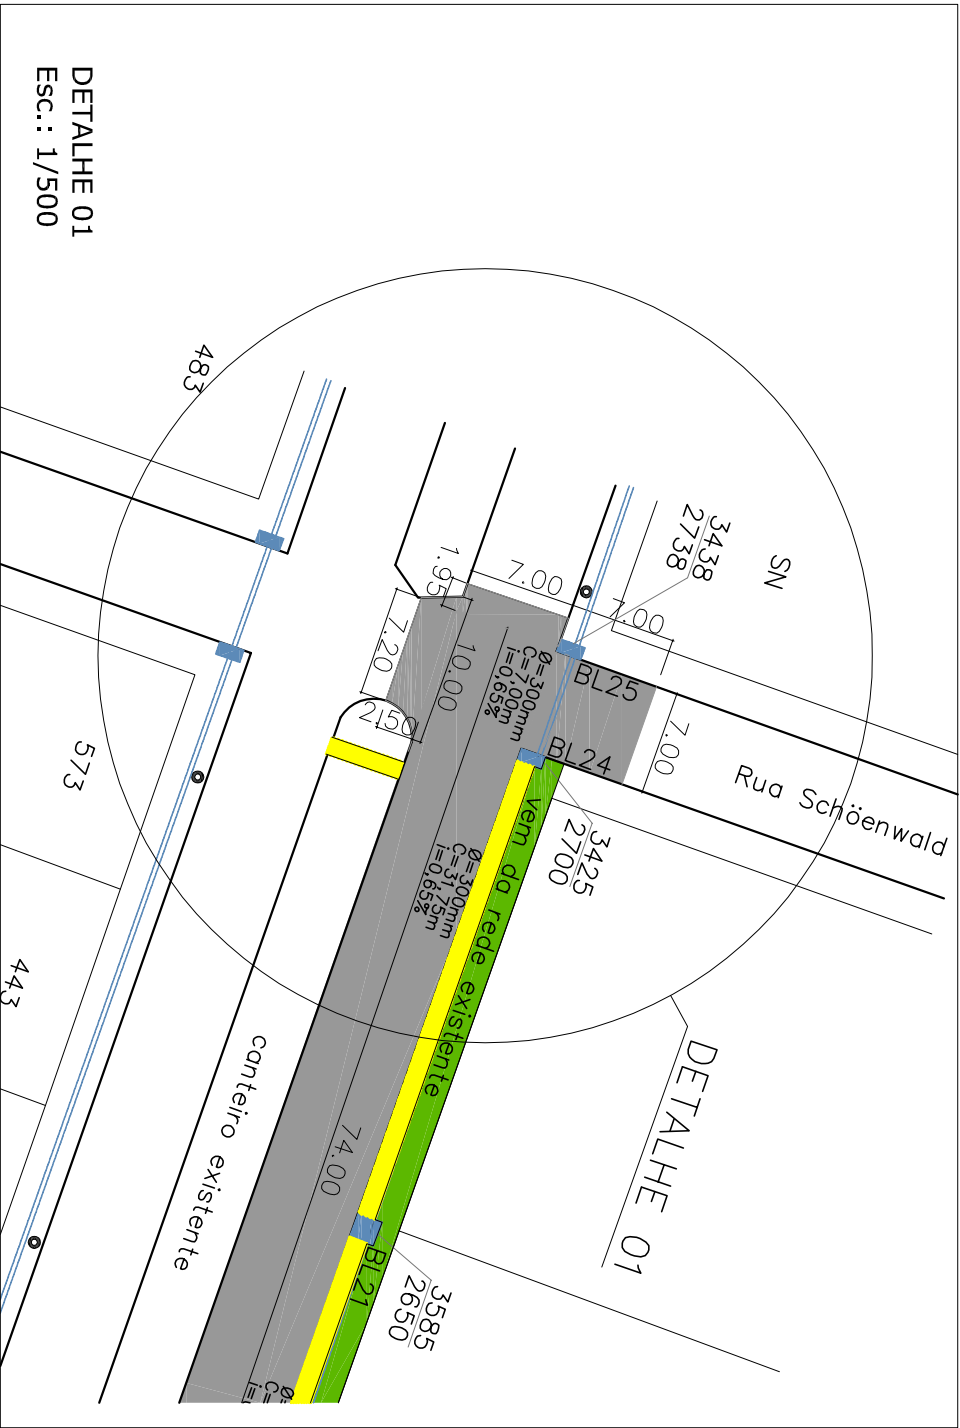 DETALHE 01
Esc.: 1/500
483
SN
3438
2738
1.95
7.00
7.00
7.20
10.00
2.50
Ø=300mm
C=7,00m
i=0,65%
BL25
BL24
7.00
Rua Schöenwald
3425
2700
573
443
vem da rede existente
Ø=300mm
C=31,75m
i=0,65%
canteiro existente
74.00
DETALHE 01
BL21
3585
2650
Ø=
C=
i=